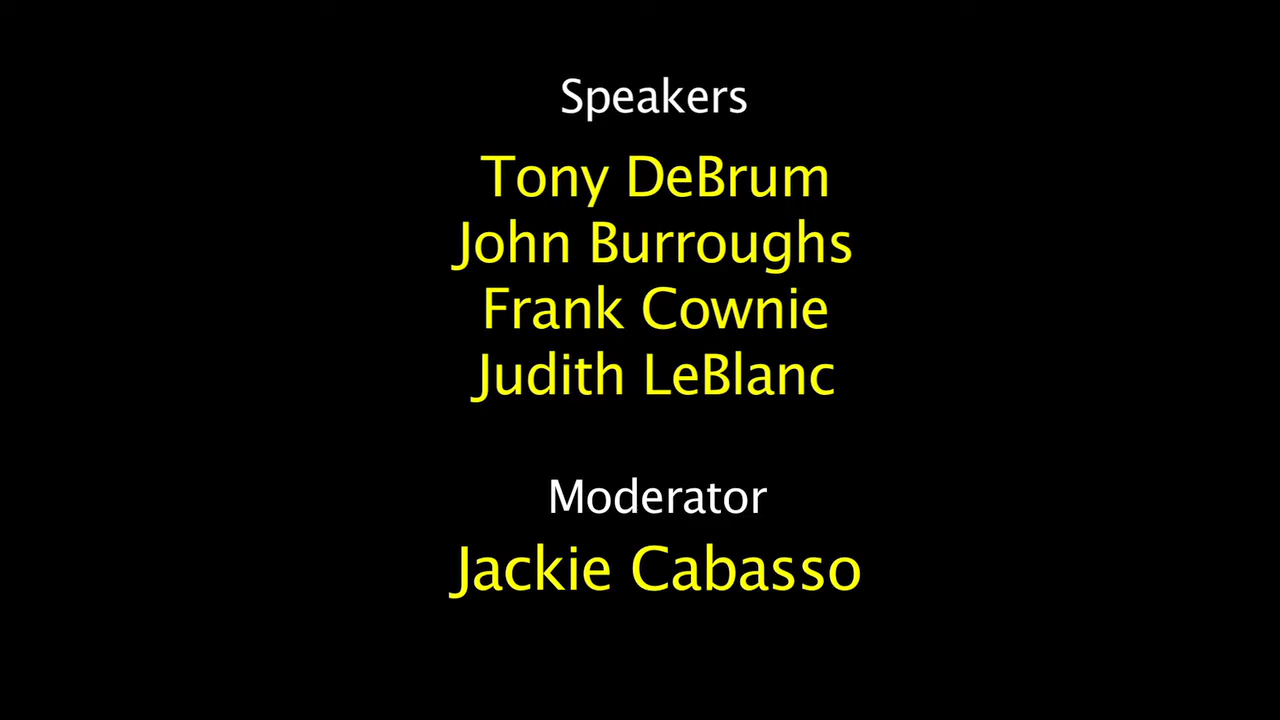 Speakers
Tony DeBrum
John Burroughs
Frank Cownie
Judith LeBlanc
Moderator
Jackie Cabasso